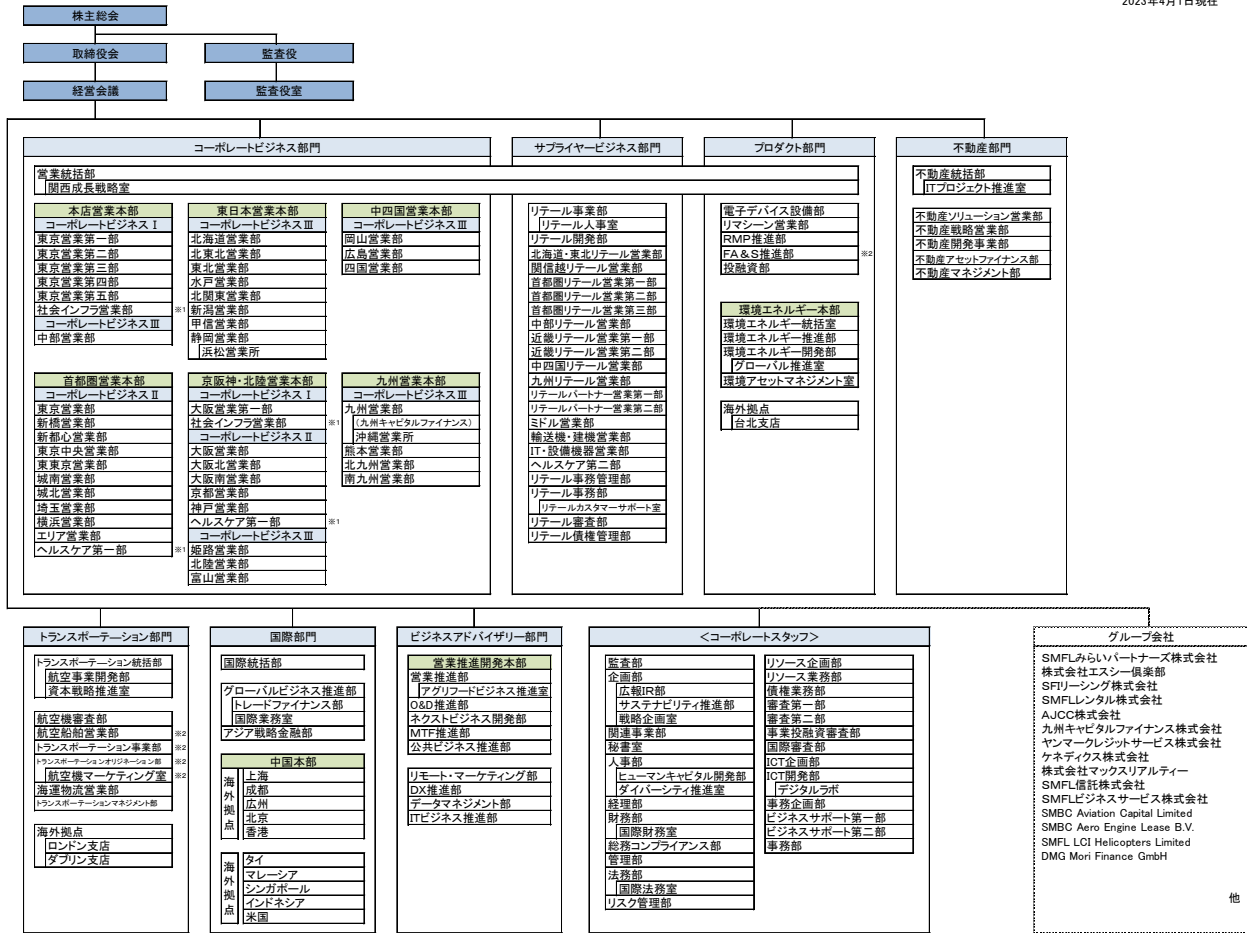 2023年4月1日現在
株主総会
取締役会
監査役
経営会議
監査役室
コーポレートビジネス部門
営業統括部
関西成長戦略室
本店営業本部
コーポレートビジネスⅠ
東京営業第一部
東京営業第二部
東京営業第三部
東京営業第四部
東京営業第五部
社会インフラ営業部 ※1
コーポレートビジネスⅢ
中部営業部
東日本営業本部
コーポレートビジネスⅢ
北海道営業部
北東北営業部
東北営業部
水戸営業部
北関東営業部
新潟営業部
甲信営業部
静岡営業部
浜松営業所
中四国営業本部
コーポレートビジネスⅢ
岡山営業部
広島営業部
四国営業部
首都圏営業本部
コーポレートビジネスⅡ
東京営業部
新橋営業部
新都心営業部
東京中央営業部
東東京営業部
城南営業部
城北営業部
埼玉営業部
横浜営業部
エリア営業部
ヘルスケア第一部 ※1
京阪神・北陸営業本部
コーポレートビジネスⅠ
大阪営業第一部
社会インフラ営業部 ※1
コーポレートビジネスⅡ
大阪営業部
大阪北営業部
大阪南営業部
京都営業部
神戸営業部
ヘルスケア第一部 ※1
コーポレートビジネスⅢ
姫路営業部
北陸営業部
富山営業部
九州営業本部
コーポレートビジネスⅢ
九州営業部
(九州キャピタルファイナンス)
沖縄営業所
熊本営業部
北九州営業部
南九州営業部
サプライヤービジネス部門
リテール事業部
リテール人事室
リテール開発部
北海道・東北リテール営業部
関信越リテール営業部
首都圏リテール営業第一部
首都圏リテール営業第二部
首都圏リテール営業第三部
中部リテール営業部
近畿リテール営業第一部
近畿リテール営業第二部
中四国リテール営業部
九州リテール営業部
リテールパートナー営業第一部
リテールパートナー営業第二部
ミドル営業部
輸送機・建機営業部
IT・設備機器営業部
ヘルスケア第二部
リテール事務管理部
リテール事務部
リテールカスタマーサポート室
リテール審査部
リテール債権管理部
プロダクト部門
電子デバイス設備部
リマシーン営業部
RMP推進部
FA&S推進部 ※2
投融資部
環境エネルギー本部
環境エネルギー統括室
環境エネルギー推進部
環境エネルギー開発部
グローバル推進室
環境アセットマネジメント室
海外拠点
台北支店
不動産部門
不動産統括部
ITプロジェクト推進室
不動産ソリューション営業部
不動産戦略営業部
不動産開発事業部
不動産アセットファイナンス部
不動産マネジメント部
トランスポーテーション部門
トランスポーテーション統括部
航空事業開発部
資本戦略推進室
航空機審査部
航空船舶営業部 ※2
トランスポーテーション事業部 ※2
トランスポーテーションオリジネーション部 ※2
航空機マーケティング室 ※2
海運物流営業部
トランスポーテーションマネジメント部
海外拠点
ロンドン支店
ダブリン支店
国際部門
国際統括部
グローバルビジネス推進部
トレードファイナンス部
国際業務室
アジア戦略金融部
中国本部
海外拠点
上海
成都
広州
北京
香港
海外拠点
タイ
マレーシア
シンガポール
インドネシア
米国
ビジネスアドバイザリー部門
営業推進開発本部
営業推進部
アグリフードビジネス推進室
O&D推進部
ネクストビジネス開発部
MTF推進部
公共ビジネス推進部
リモート・マーケティング部
DX推進部
データマネジメント部
ITビジネス推進部
<コーポレートスタッフ>
監査部
企画部
広報IR部
サステナビリティ推進部
戦略企画室
関連事業部
秘書室
人事部
ヒューマンキャピタル開発部
ダイバーシティ推進室
経理部
財務部
国際財務室
総務コンプライアンス部
管理部
法務部
国際法務室
リスク管理部
リソース企画部
リソース業務部
債権業務部
審査第一部
審査第二部
事業投融資審査部
国際審査部
ICT企画部
ICT開発部
デジタルラボ
事務企画部
ビジネスサポート第一部
ビジネスサポート第二部
事務部
グループ会社
SMFLみらいパートナーズ株式会社
株式会社エスシー倶楽部
SFIリーシング株式会社
SMFLレンタル株式会社
AJCC株式会社
九州キャピタルファイナンス株式会社
ヤンマークレジットサービス株式会社
ケネディクス株式会社
株式会社マックスリアルティー
SMFL信託株式会社
SMFLビジネスサービス株式会社
SMBC Aviation Capital Limited
SMBC Aero Engine Lease B.V.
SMFL LCI Helicopters Limited
DMG Mori Finance GmbH
他